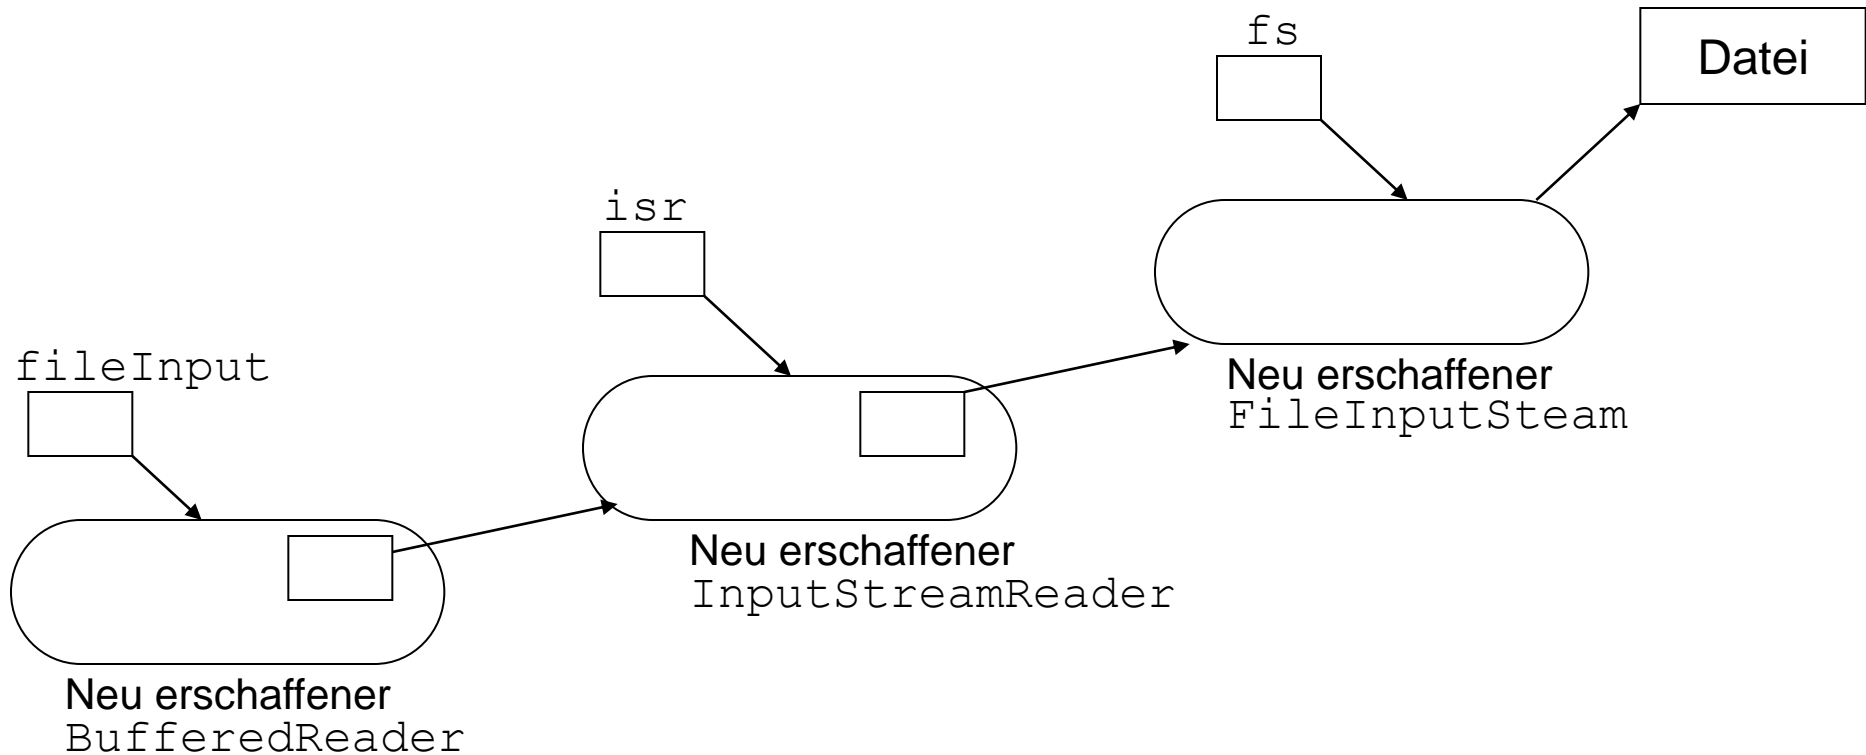 fs
Datei
isr
fileInput
Neu erschaffener
FileInputSteam
Neu erschaffener
InputStreamReader
Neu erschaffener
BufferedReader